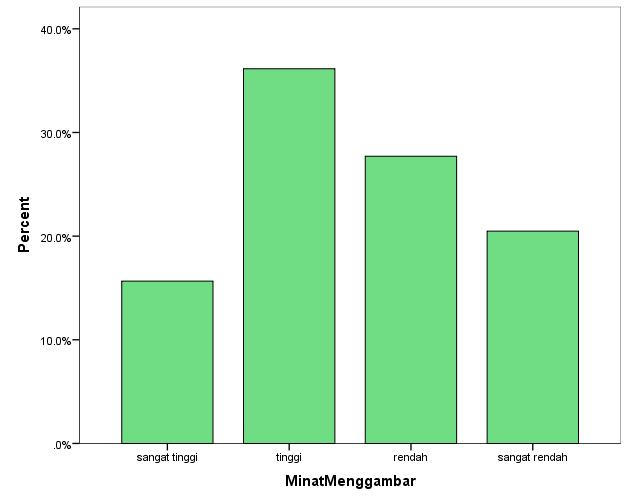 40.0%
30.0%
20.0%
10.0%
.0%
Percent
sangat tinggi
tinggi
rendah
sangat rendah
MinatMenggambar